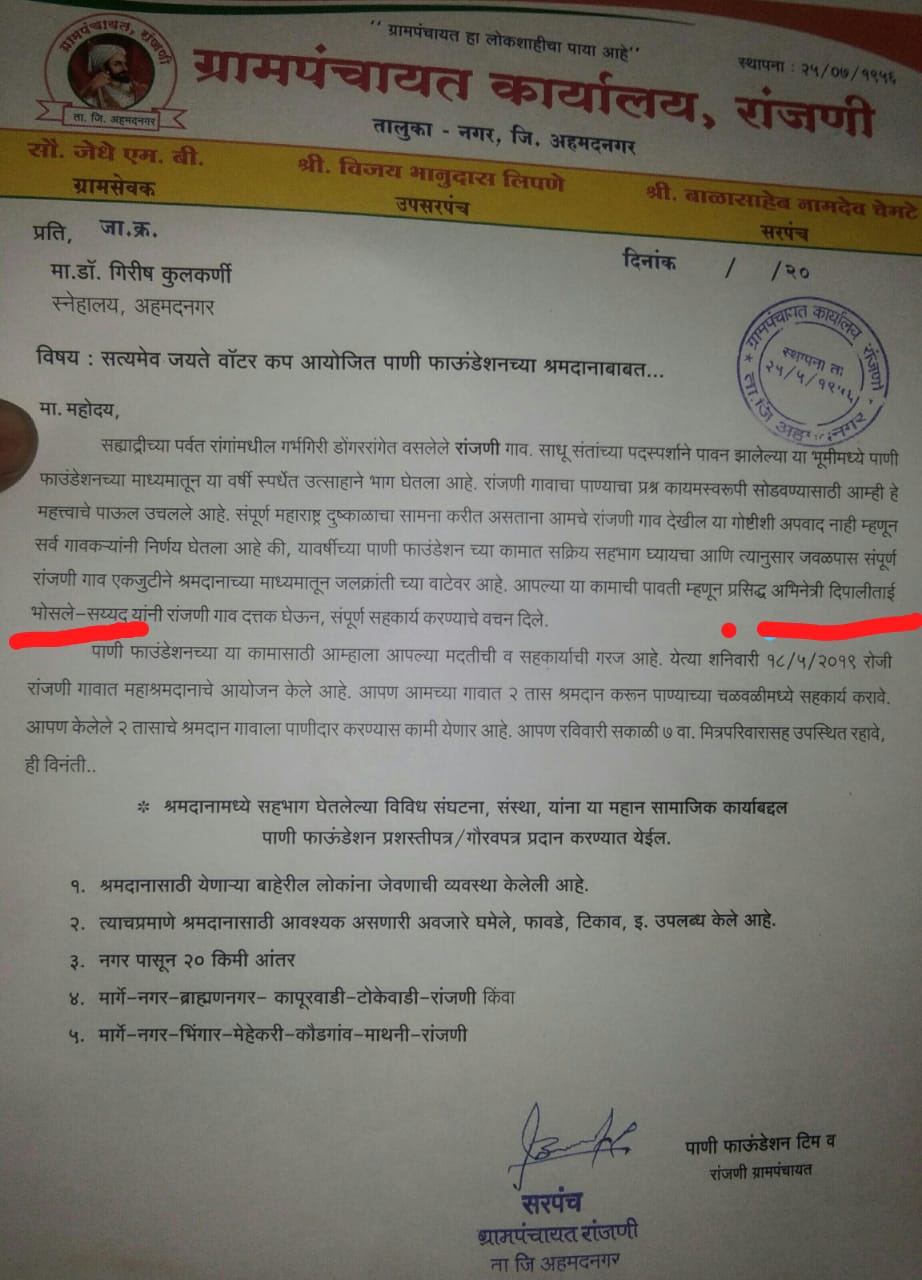 ग्रामपंचायत, रांजणी
ता. जि. अहमदनगर
"ग्रामपंचायत हा लोकशाहीचा पाया आहे"
स्थापना : २५/०७/१९५६
ग्रामपंचायत कार्यालय, रांजणी
तालुका - नगर, जि. अहमदनगर
सौ. जेधे एम. बी.
ग्रामसेवक
श्री. विजय भानुदास लिपणे
उपसरपंच
श्री. बाळासाहेब नामदेव चेमटे
सरपंच
प्रति, जा.क्र.
दिनांक / /२०
मा.डॉ. गिरीश कुलकर्णी
स्नेहालय, अहमदनगर
ग्रामपंचायत कार्यालय रांजणी
स्थापना ता
२५/५/१९५६
ता.जि अहमदनगर
विषय : सत्यमेव जयते वॉटर कप आयोजित पाणी फाऊंडेशनच्या श्रमदानाबाबत...
मा. महोदय,
सह्याद्रीच्या पर्वत रांगांमधील गर्भगिरी डोंगररांगेत वसलेले रांजणी गाव. साधू संतांच्या पदस्पर्शाने पावन झालेल्या या भूमीमध्ये पाणी
फाऊंडेशनच्या माध्यमातून या वर्षी स्पर्धेत उत्साहाने भाग घेतला आहे. रांजणी गावाचा पाण्याचा प्रश्न कायमस्वरूपी सोडवण्यासाठी आम्ही हे
महत्त्वाचे पाऊल उचलले आहे. संपूर्ण महाराष्ट्र दुष्काळाचा सामना करीत असताना आमचे रांजणी गाव देखील या गोष्टीशी अपवाद नाही म्हणून
सर्व गावकऱ्यांनी निर्णय घेतला आहे की, यावर्षीच्या पाणी फाउंडेशन च्या कामात सक्रिय सहभाग घ्यायचा आणि त्यानुसार जवळपास संपूर्ण
रांजणी गाव एकजुटीने श्रमदानाच्या माध्यमातून जलक्रांती च्या वाटेवर आहे. आपल्या या कामाची पावती म्हणून प्रसिद्ध अभिनेत्री दिपालीताई
भोसले-सय्यद यांनी रांजणी गाव दत्तक घेऊन, संपूर्ण सहकार्य करण्याचे वचन दिले.
पाणी फाउंडेशनच्या या कामासाठी आम्हाला आपल्या मदतीची व सहकार्याची गरज आहे. येत्या शनिवारी १८/५/२०१९ रोजी
रांजणी गावात महाश्रमदानाचे आयोजन केले आहे. आपण आमच्या गावात २ तास श्रमदान करून पाण्याच्या चळवळीमध्ये सहकार्य करावे.
आपण केलेले २ तासाचे श्रमदान गावाला पाणीदार करण्यास कामी येणार आहे. आपण रविवारी सकाळी ७ वा. मित्रपरिवारासह उपस्थित रहावे,
ही विनंती..
* श्रमदानामध्ये सहभाग घेतलेल्या विविध संघटना, संस्था, यांना या महान सामाजिक कार्याबद्दल
पाणी फाऊंडेशन प्रशस्तीपत्र/गौरवपत्र प्रदान करण्यात येईल.
१. श्रमदानासाठी येणाऱ्या बाहेरील लोकांना जेवणाची व्यवस्था केलेली आहे.
२. त्याचप्रमाणे श्रमदानासाठी आवश्यक असणारी अवजारे घमेले, फावडे, टिकाव, इ. उपलब्ध केले आहे.
३. नगर पासून २० किमी आंतर
४. मार्गे-नगर-ब्राह्मणनगर- कापूरवाडी-टोकेवाडी-रांजणी किंवा
५. मार्गे-नगर-भिंगार-मेहेकरी-कौडगांव-माथनी-रांजणी
पाणी फाऊंडेशन टिम व
रांजणी ग्रामपंचायत
सरपंच
ग्रामपंचायत रांजणी
ता जि अहमदनगर